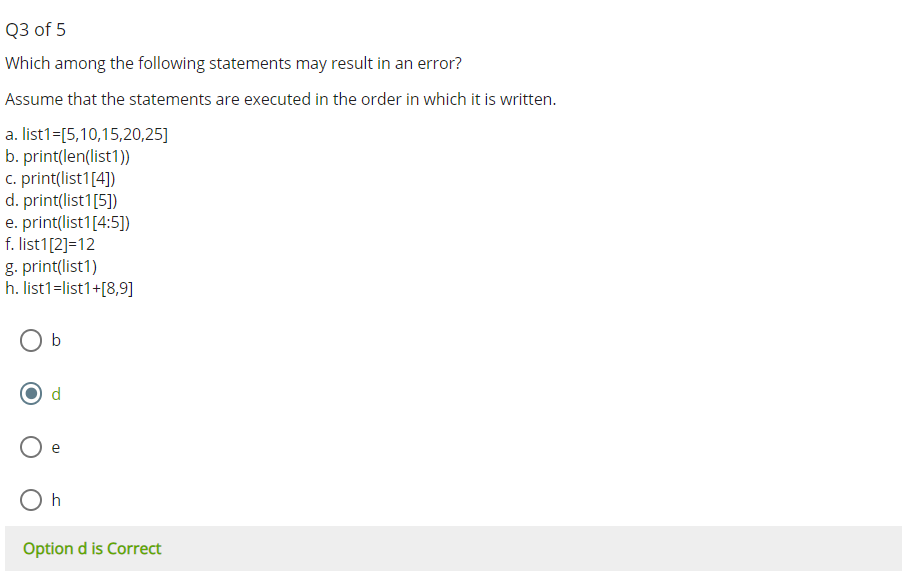 Q3 of 5
Which among the following statements may result in an error?
Assume that the statements are executed in the order in which it is written.
a. list1=[5,10,15,20,25]
b. print(len(list1))
c. print(list1[4])
d. print(list1[5])
e. print(list1[4:5])
f. list1[2]=12
g. print(list1)
h. list1=list1+[8,9]
b
d
e
h
Option d is Correct